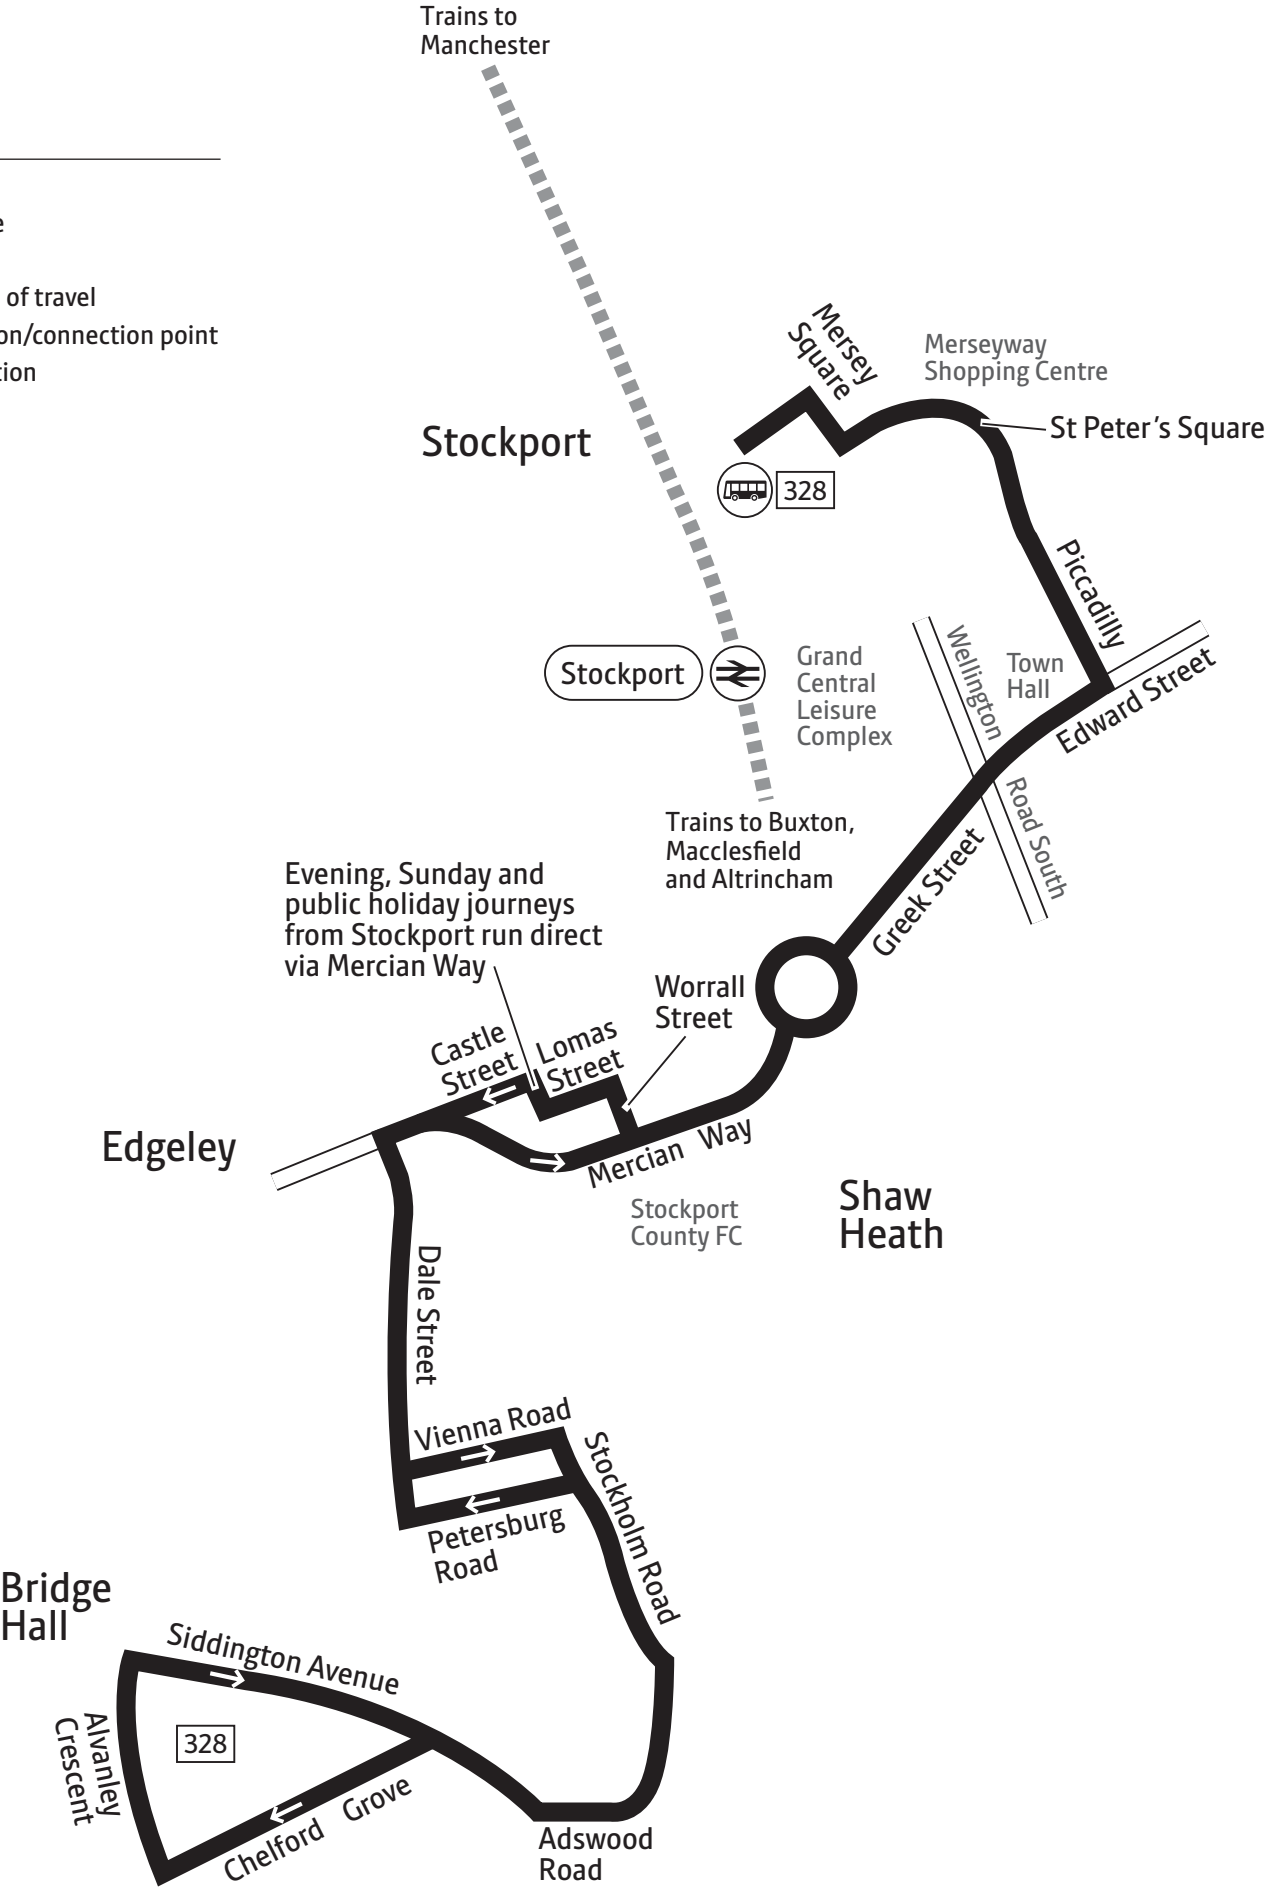 Trains to
Manchester
e
of travel
on/connection point
tion
Mersey
Square
Merseyway
Shopping Centre
St Peter's Square
Stockport
328
Piccadilly
Stockport
Grand
Central
Leisure
Complex
Wellington
Road South
Town
Hall
Edward Street
Trains to Buxton,
Macclesfield
and Altrincham
Greek Street
Evening, Sunday and
public holiday journeys
from Stockport run direct
via Mercian Way
Worrall
Street
Castle
Street
Lomas
Street
Edgeley
Mercian Way
Stockport
County FC
Shaw
Heath
Dale Street
Vienna Road
Stockholm Road
Petersburg
Road
Bridge
Hall
Siddington Avenue
Alvanley
Crescent
328
Chelford Grove
Adswood
Road